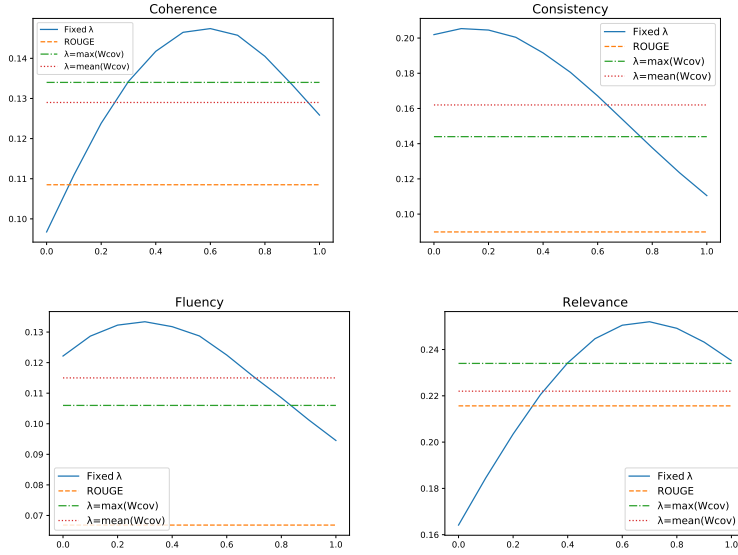 Coherence
Fixed λ
ROUGE
λ=max(Wcov)
λ=mean(Wcov)
0.14
0.13
0.12
0.11
0.10
0.0 0.2 0.4 0.6 0.8 1.0
Consistency
Fixed λ
ROUGE
λ=max(Wcov)
λ=mean(Wcov)
0.20
0.18
0.16
0.14
0.12
0.10
0.0 0.2 0.4 0.6 0.8 1.0
Fluency
0.13
0.12
0.11
0.10
0.09
0.08
0.07
Fixed λ
ROUGE
λ=max(Wcov)
λ=mean(Wcov)
0.0 0.2 0.4 0.6 0.8 1.0
Relevance
0.24
0.22
0.20
0.18
0.16
Fixed λ
ROUGE
λ=max(Wcov)
λ=mean(Wcov)
0.0 0.2 0.4 0.6 0.8 1.0